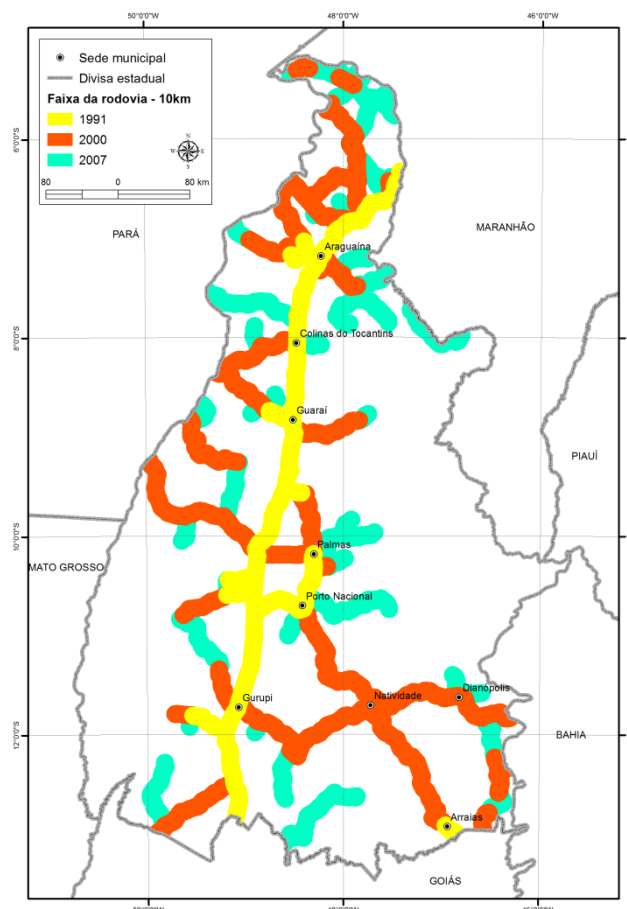 50°0'0"O 48°0'0"O 46°0'0"O
Sede municipal
Divisa estadual
Faixa da rodovia - 10km
1991
2000
2007
N
W E
S
80 0 80 km
6°0'0"S
PARÁ
MARANHÃO
Araguaína
8°0'0"S
Colinas do Tocantins
Guaraí
PIAUÍ
10°0'0"S
Palmas
MATO GROSSO
Porto Nacional
Dianópolis
Natividade
Gurupi
12°0'0"S
BAHIA
Arraias
GOIÁS